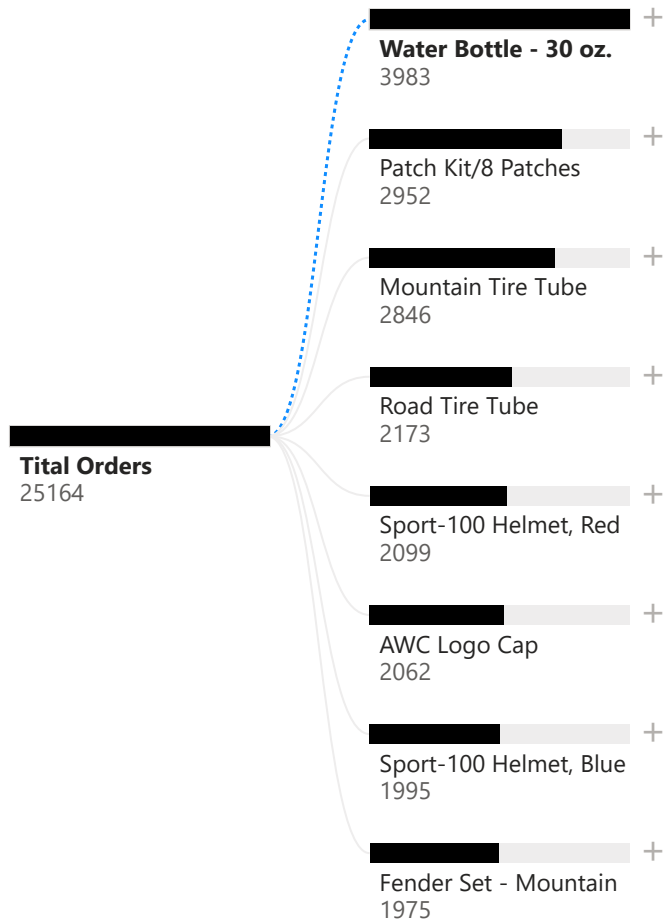 Water Bottle - 30 oz.
3983
Patch Kit/8 Patches
2952
Mountain Tire Tube
2846
Road Tire Tube
2173
Tital Orders
25164
Sport-100 Helmet, Red
2099
AWC Logo Cap
2062
Sport-100 Helmet, Blue
1995
Fender Set - Mountain
1975